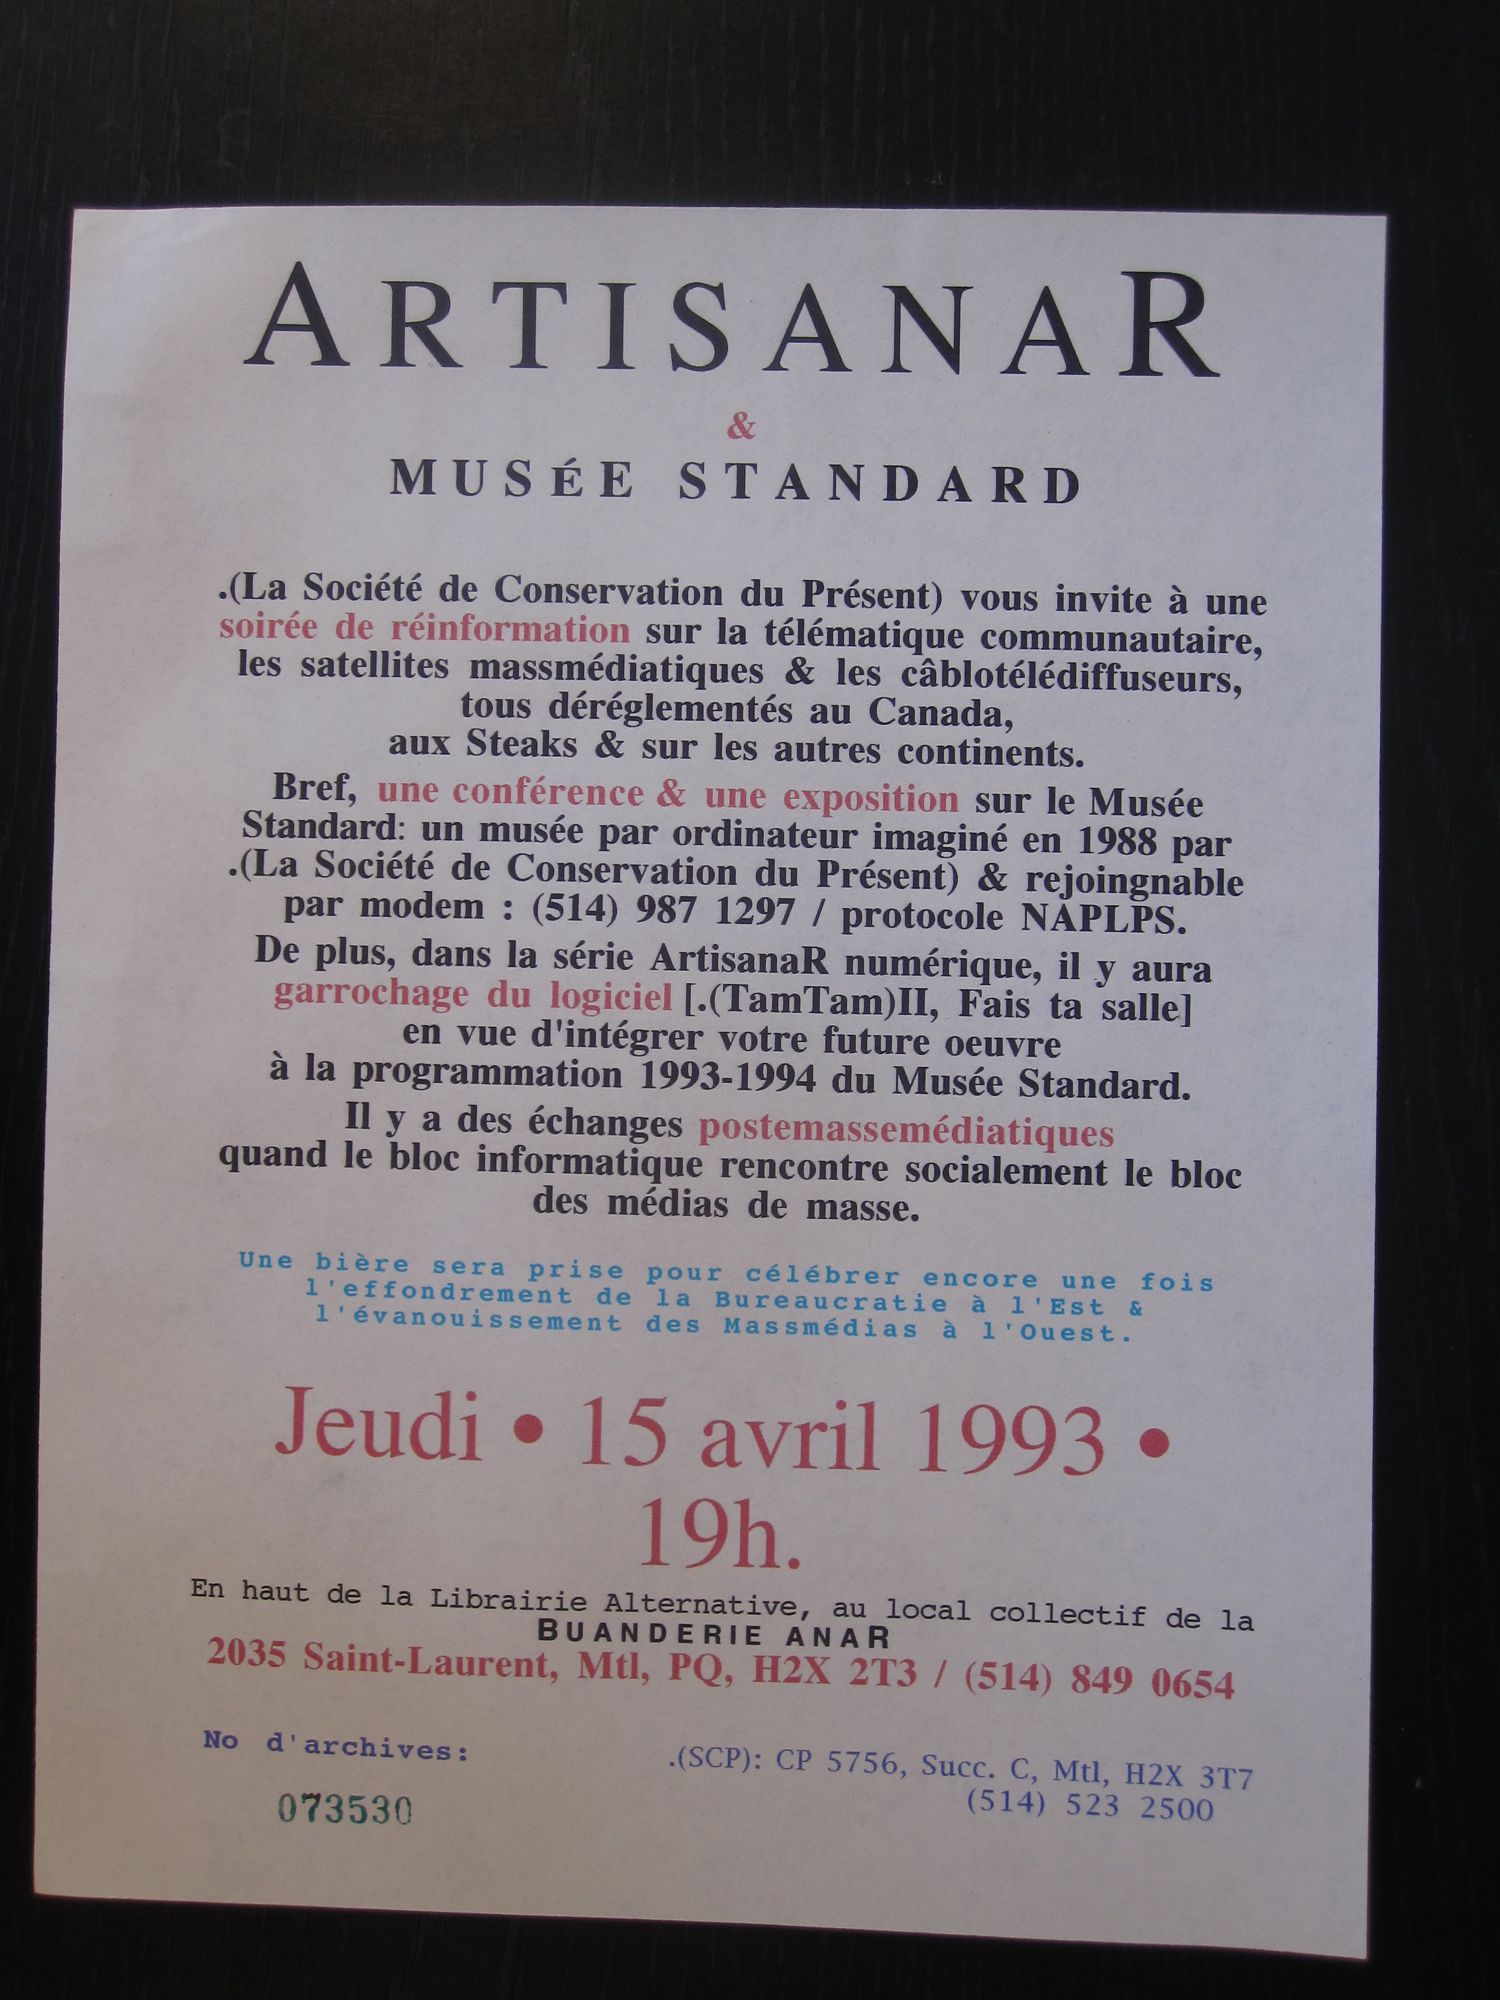 ARTISANAR
&
MUSÉE STANDARD
.(La Société de Conservation du Présent) vous invite à une
soirée de réinformation sur la télématique communautaire,
les satellites massmédiatiques & les câblotélédiffuseurs,
tous déréglementés au Canada,
aux Steaks & sur les autres continents.
Bref, une conférence & une exposition sur le Musée
Standard: un musée par ordinateur imaginé en 1988 par
.(La Société de Conservation du Présent) & rejoingnable
par modem : (514) 987 1297 / protocole NAPLPS.
De plus, dans la série ArtisanaR numérique, il y aura
garrochage du logiciel [.(TamTam)II, Fais ta salle]
en vue d'intégrer votre future oeuvre
à la programmation 1993-1994 du Musée Standard.
Il y a des échanges postemassemédiatiques
quand le bloc informatique rencontre socialement le bloc
des médias de masse.
Une bière sera prise pour célébrer encore une fois
l'effondrement de la Bureaucratie à l'Est &
l'évanouissement des Massmédias à l'Ouest.
Jeudi • 15 avril 1993 •
19h.
En haut de la Librairie Alternative, au local collectif de la
BUANDERIE ANAR
2035 Saint-Laurent, Mtl, PQ, H2X 2T3 / (514) 849 0654
No d'archives:
073530
.(SCP): CP 5756, Succ. C, Mtl, H2X 3T7
(514) 523 2500